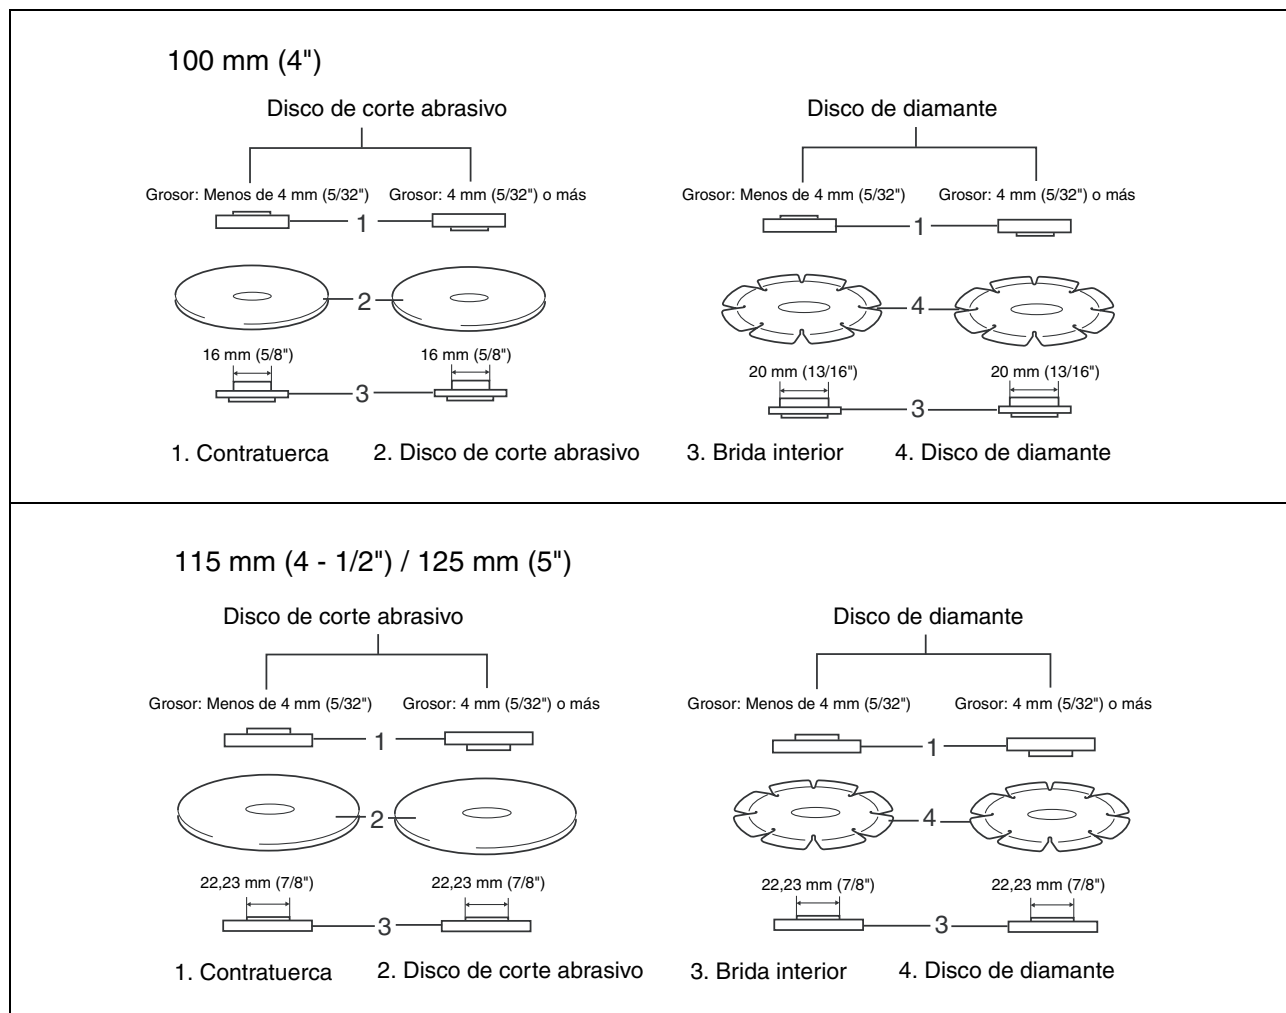 100 mm (4")
Disco de corte abrasivo
Disco de diamante
Grosor: Menos de 4 mm (5/32")
Grosor: 4 mm (5/32") o más
Grosor: Menos de 4 mm (5/32")
Grosor: 4 mm (5/32") o más
1
1
2
4
16 mm (5/8")
16 mm (5/8")
20 mm (13/16")
20 mm (13/16")
3
3
1. Contratuerca
2. Disco de corte abrasivo
3. Brida interior
4. Disco de diamante
115 mm (4 - 1/2") / 125 mm (5")
Disco de corte abrasivo
Disco de diamante
Grosor: Menos de 4 mm (5/32")
Grosor: 4 mm (5/32") o más
Grosor: Menos de 4 mm (5/32")
Grosor: 4 mm (5/32") o más
1
1
2
4
22,23 mm (7/8")
22,23 mm (7/8")
22,23 mm (7/8")
22,23 mm (7/8")
3
3
1. Contratuerca
2. Disco de corte abrasivo
3. Brida interior
4. Disco de diamante